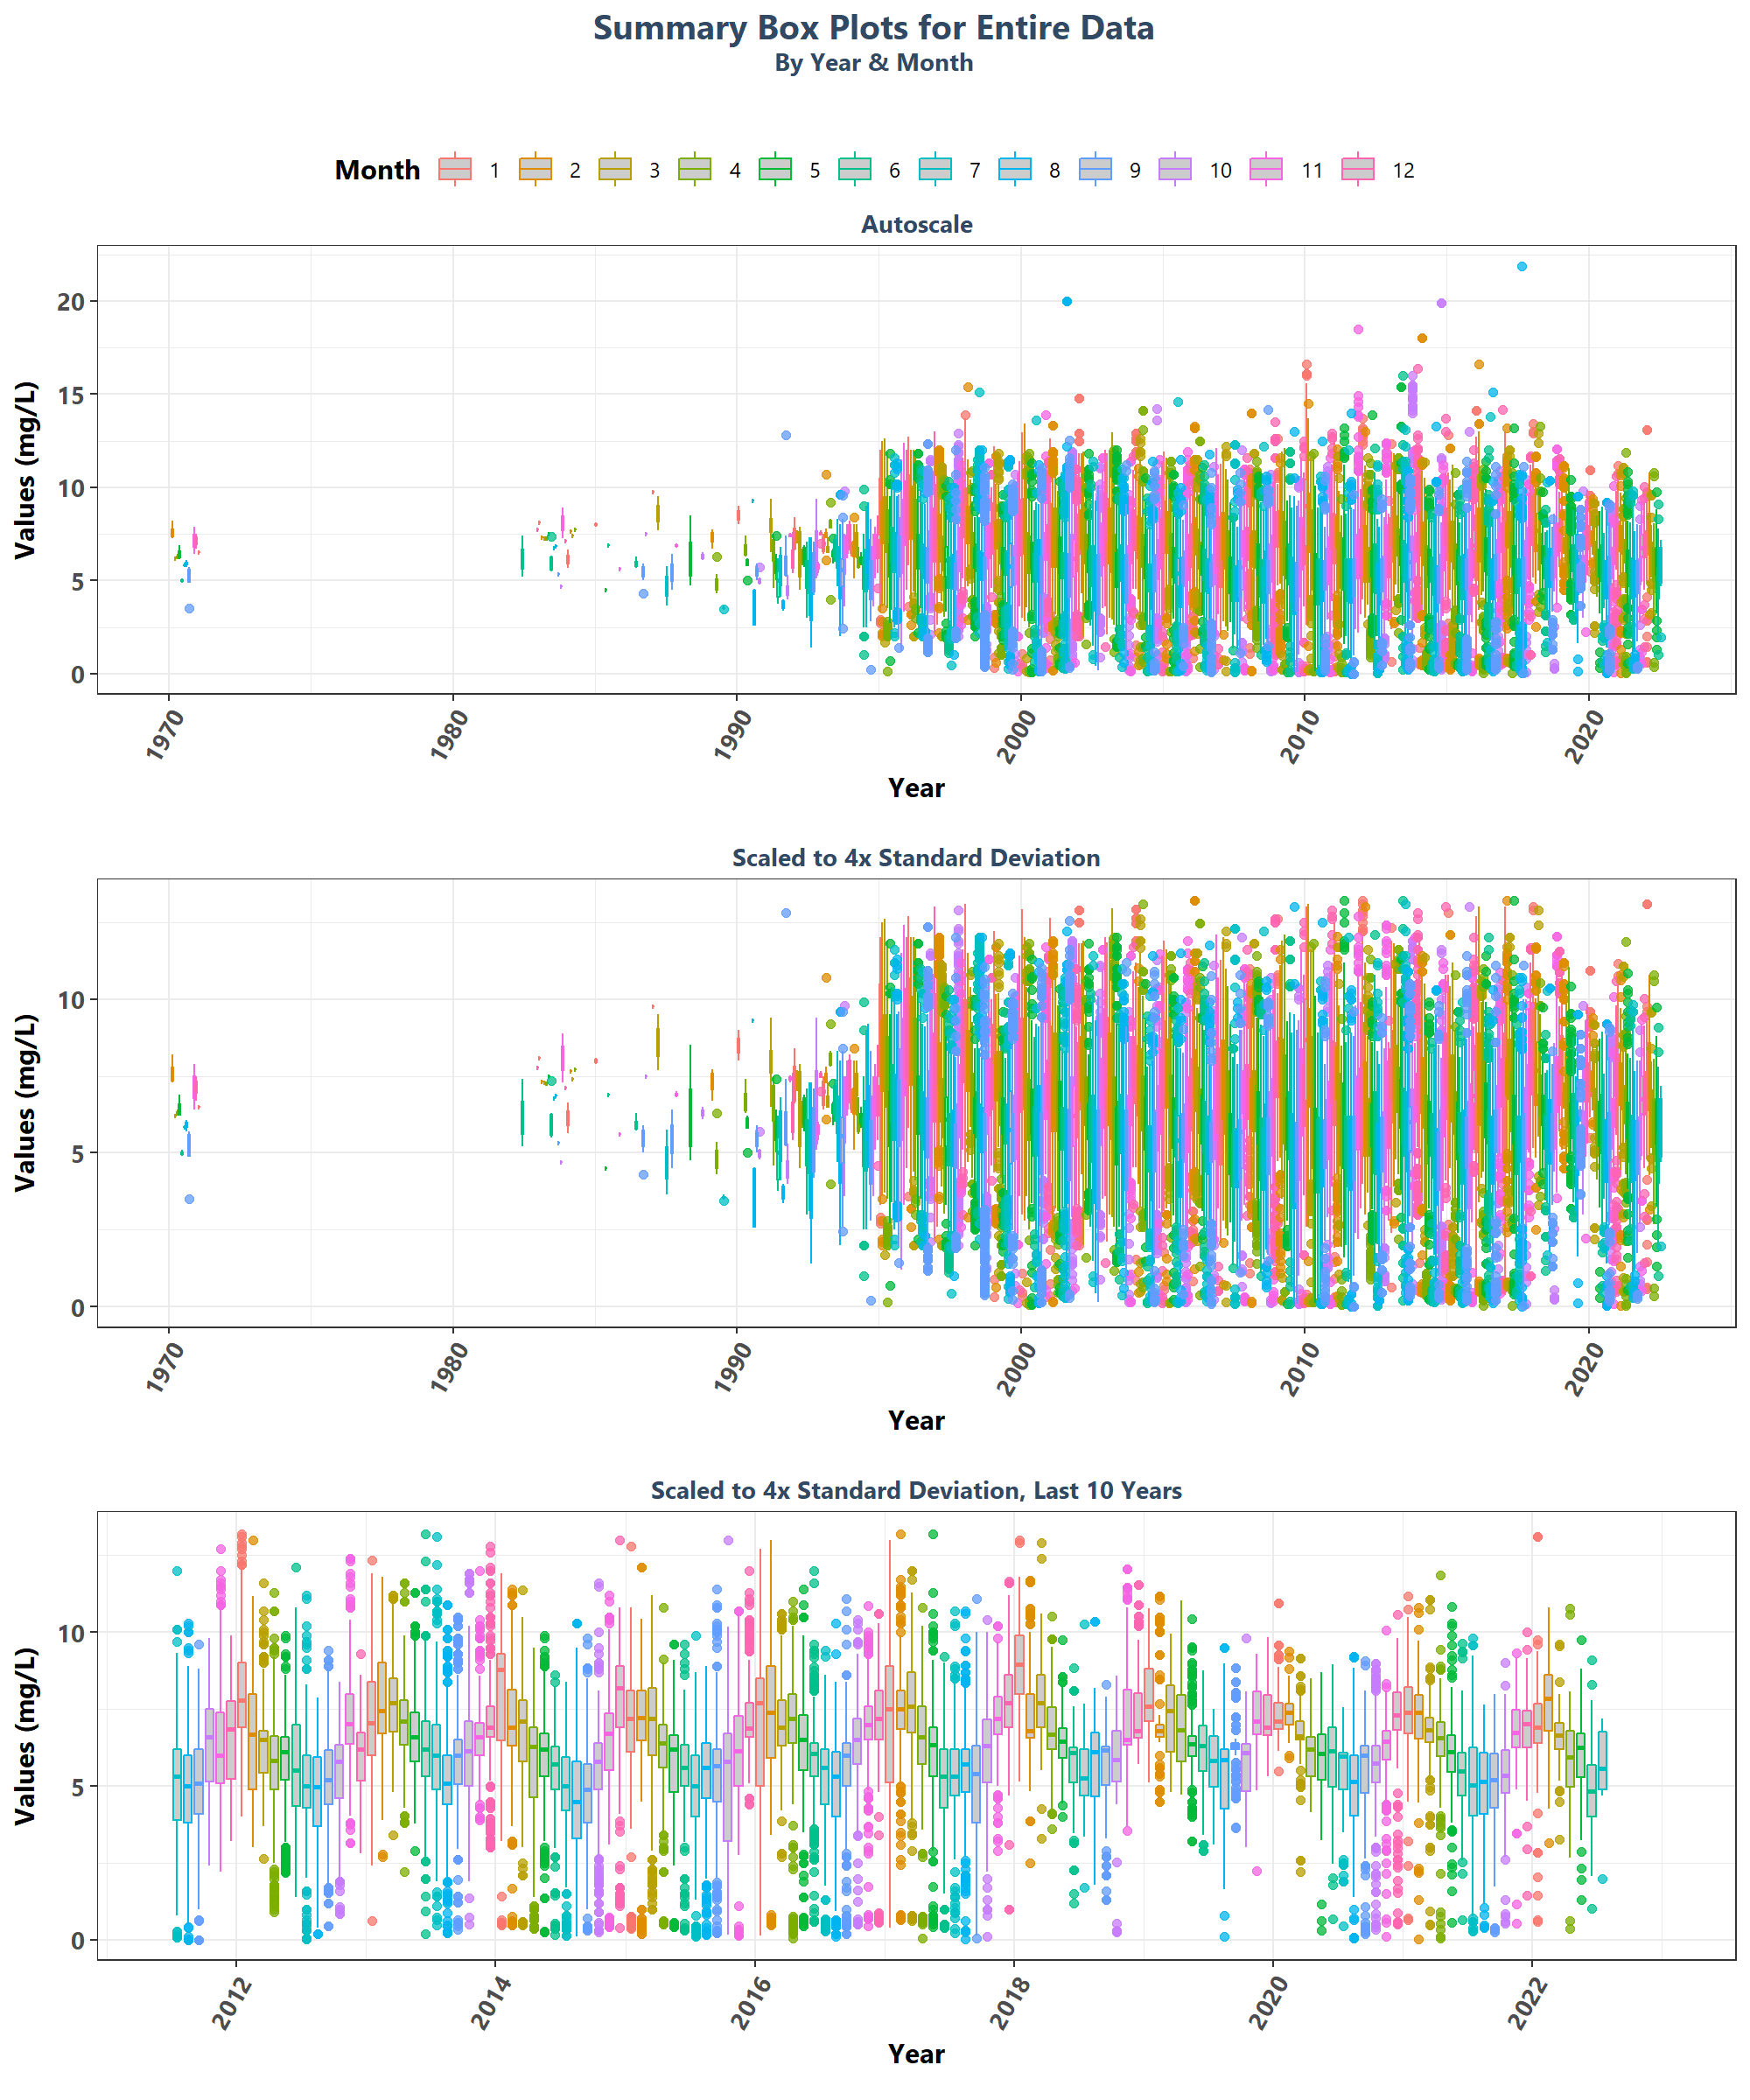 Summary Box Plots for Entire Data
By Year & Month
Month 1 2 3 4 5 6 7 8 9 10 11 12
Autoscale
Values (mg/L)
20
15
10
5
0
1970 1980 1990 2000 2010 2020
Year
Scaled to 4x Standard Deviation
Values (mg/L)
10
5
0
1970 1980 1990 2000 2010 2020
Year
Scaled to 4x Standard Deviation, Last 10 Years
Values (mg/L)
10
5
0
2012 2014 2016 2018 2020 2022
Year